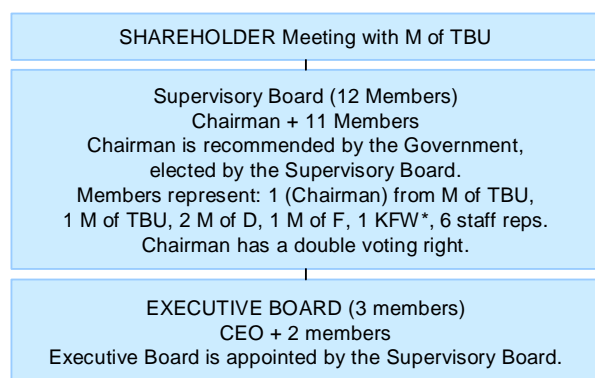 SHAREHOLDER Meeting with M of TBU
Supervisory Board (12 Members)
Chairman + 11 Members
Chairman is recommended by the Government,
elected by the Supervisory Board.
Members represent: 1 (Chairman) from M of TBU,
1 M of TBU, 2 M of D, 1 M of F, 1 KFW*, 6 staff reps.
Chairman has a double voting right.
EXECUTIVE BOARD (3 members)
CEO + 2 members
Executive Board is appointed by the Supervisory Board.